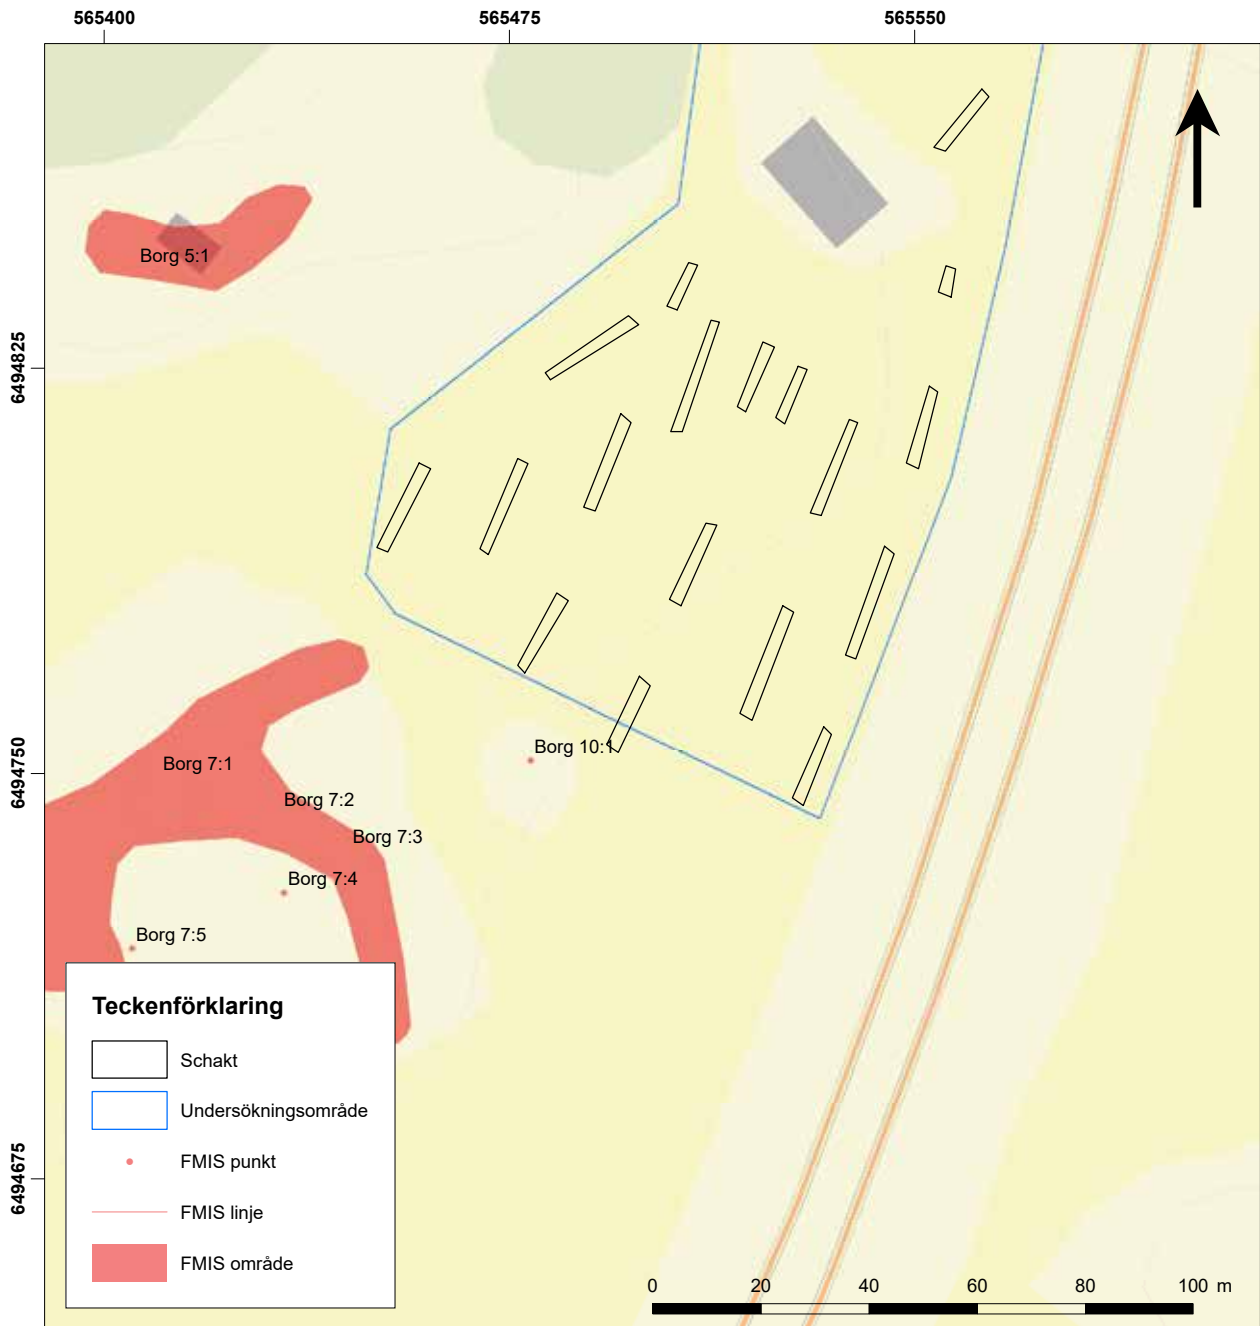 565400
565475
565550
6494825
6494750
6494675
Borg 5:1
Borg 10:1
Borg 7:1
Borg 7:2
Borg 7:3
Borg 7:4
Borg 7:5
Teckenförklaring
Schakt
Undersökningsområde
FMIS punkt
FMIS linje
FMIS område
0 20 40 60 80 100 m